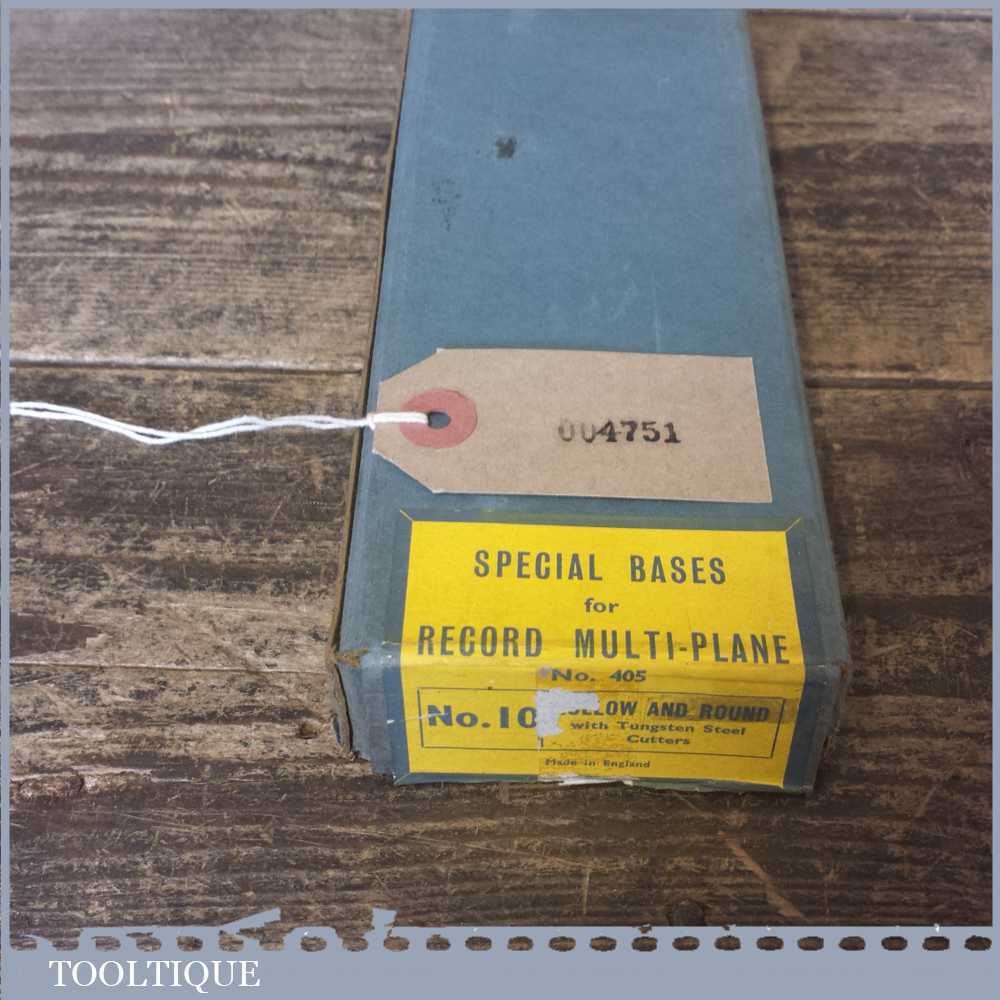 004751
SPECIAL BASES
for
RECORD MULTI-PLANE
No. 405
No. 10
AND ROUND
with Tungsten Steel
Cutters
Made in England
TOOLTIQUE